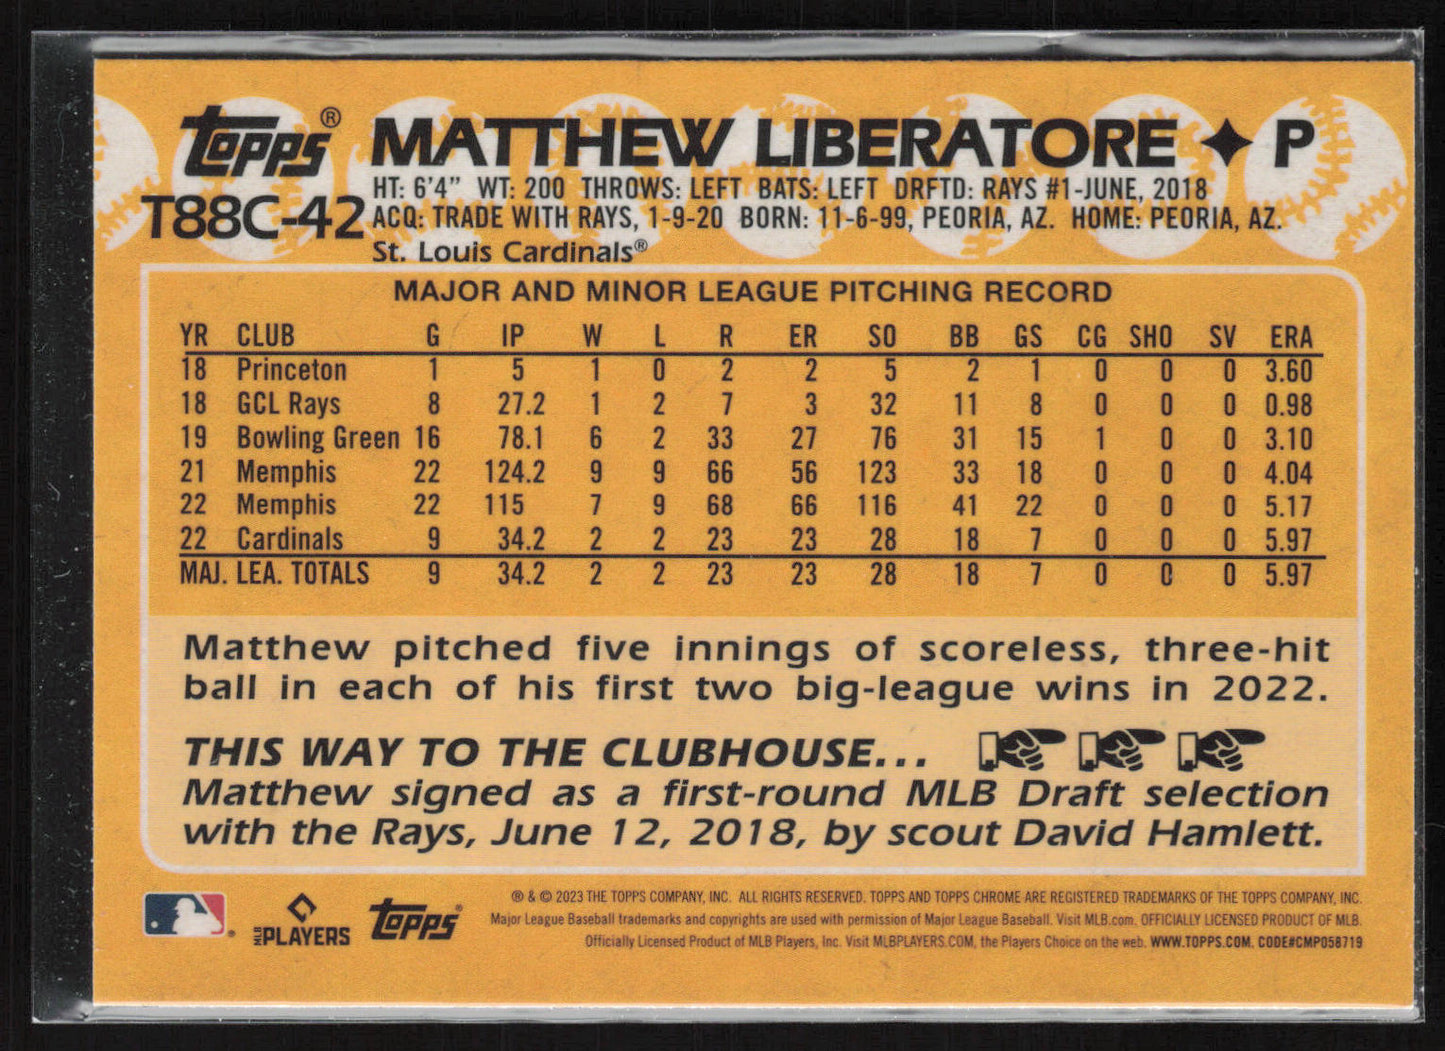 Topps® MATTHEW LIBERATORE ✦ P
HT: 6'4" WT: 200 THROWS: LEFT BATS: LEFT DRFTD: RAYS #1-JUNE, 2018
T88C-42 ACQ: TRADE WITH RAYS, 1-9-20 BORN: 11-6-99, PEORIA, AZ. HOME: PEORIA, AZ.
St. Louis Cardinals®
MAJOR AND MINOR LEAGUE PITCHING RECORD
YR CLUB G IP W L R ER SO BB GS CG SHO SV ERA
18 Princeton 1 5 1 0 2 2 5 2 1 0 0 0 3.60
18 GCL Rays 8 27.2 1 2 7 3 32 11 8 0 0 0 0.98
19 Bowling Green 16 78.1 6 2 33 27 76 31 15 1 0 0 3.10
21 Memphis 22 124.2 9 9 66 56 123 33 18 0 0 0 4.04
22 Memphis 22 115 7 9 68 66 116 41 22 0 0 0 5.17
22 Cardinals 9 34.2 2 2 23 23 28 18 7 0 0 0 5.97
MAJ. LEA. TOTALS 9 34.2 2 2 23 23 28 18 7 0 0 0 5.97
Matthew pitched five innings of scoreless, three-hit
ball in each of his first two big-league wins in 2022.
THIS WAY TO THE CLUBHOUSE...
Matthew signed as a first-round MLB Draft selection
with the Rays, June 12, 2018, by scout David Hamlett.
MLB PLAYERS Topps®
® & © 2023 THE TOPPS COMPANY, INC. ALL RIGHTS RESERVED. TOPPS AND TOPPS CHROME ARE REGISTERED TRADEMARKS OF THE TOPPS COMPANY, INC.
Major League Baseball trademarks and copyrights are used with permission of Major League Baseball. Visit MLB.com. OFFICIALLY LICENSED PRODUCT OF MLB.
Officially Licensed Product of MLB Players, Inc. Visit MLBPLAYERS.COM, the Players Choice on the web. WWW.TOPPS.COM. CODE#CMP058719